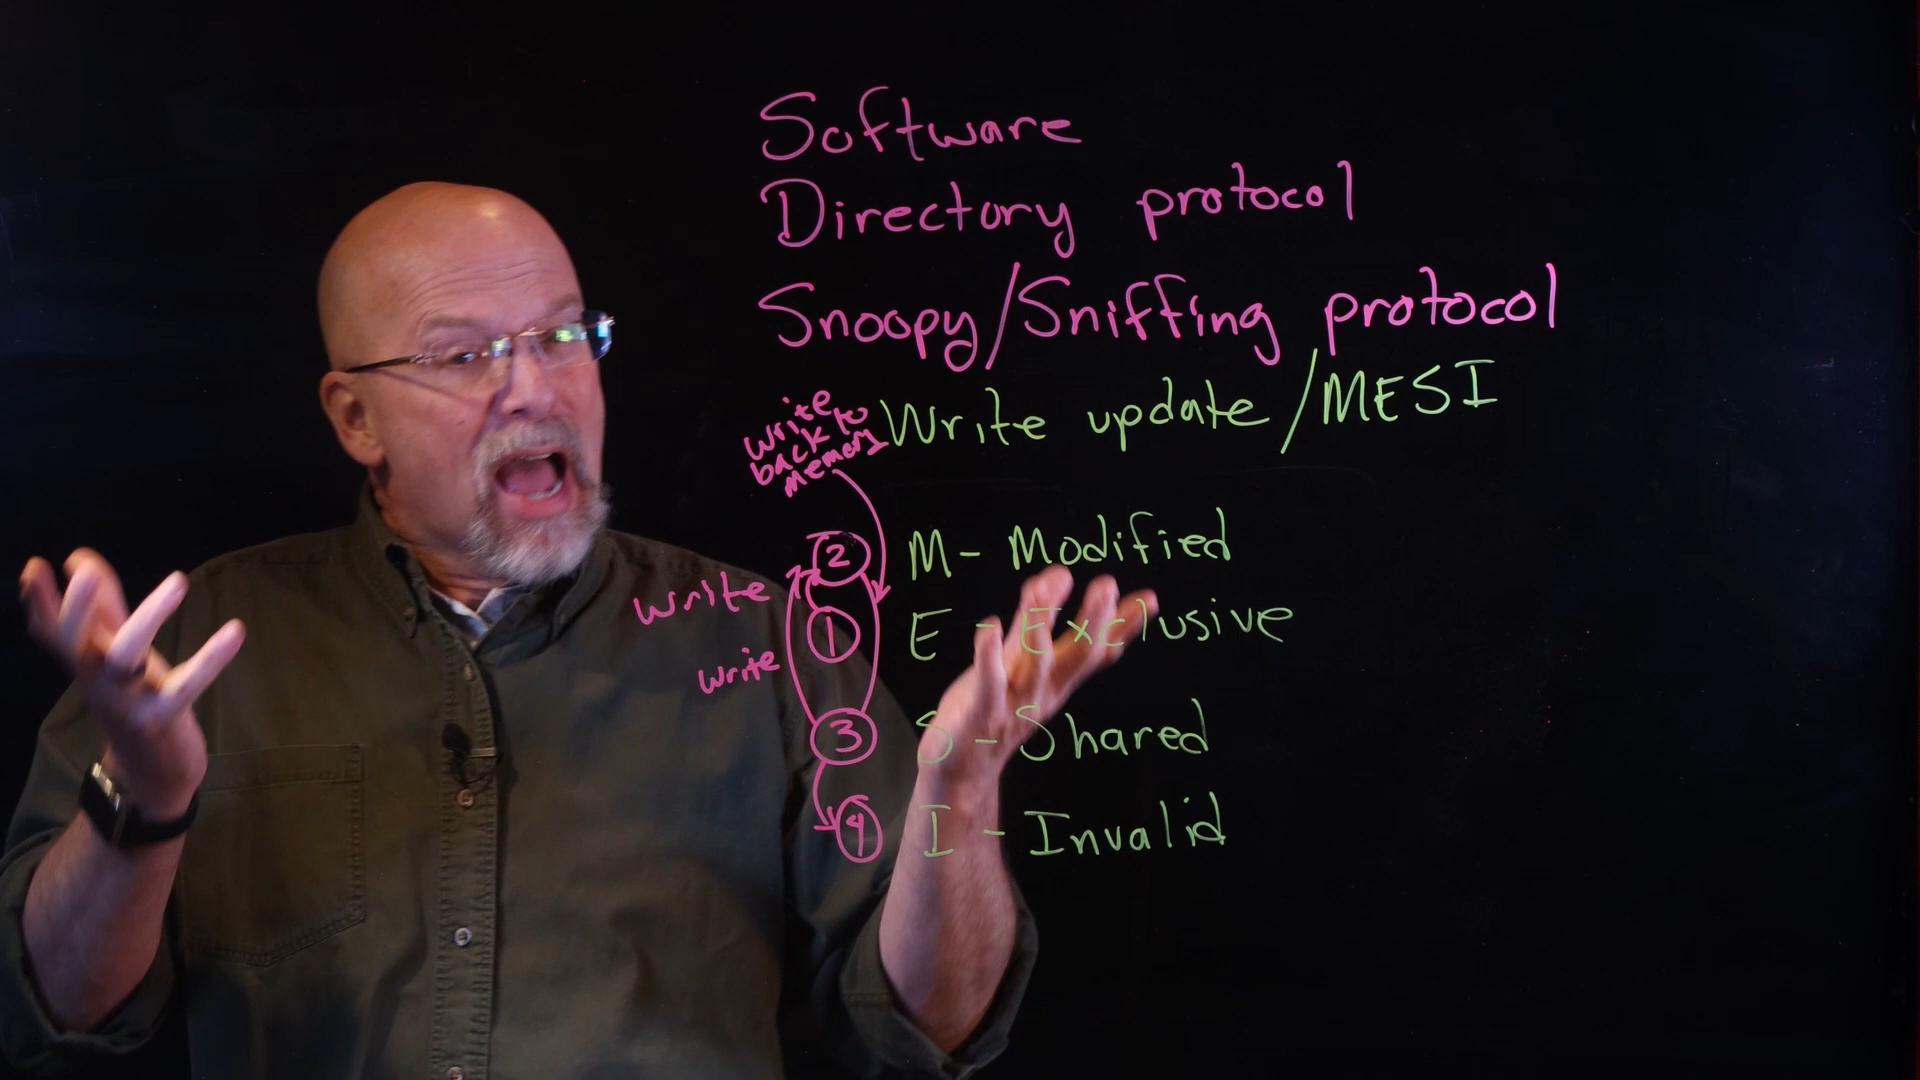 Software
Directory protocol
Snoopy/Sniffing protocol
Write update/MESI
write
back to
memory
2 M - Modified
write
1 E - Exclusive
write
3 S - Shared
4 I - Invalid